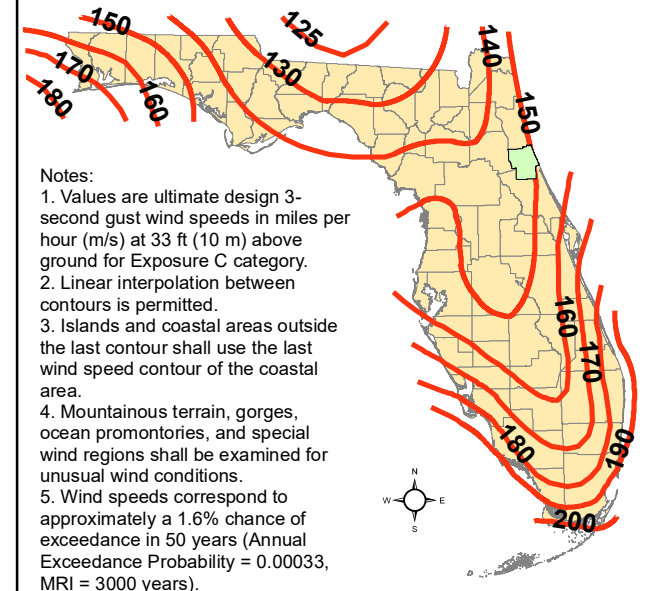 150
125
140
170
130
180
160
150
Notes:
1. Values are ultimate design 3-
second gust wind speeds in miles per
hour (m/s) at 33 ft (10 m) above
ground for Exposure C category.
2. Linear interpolation between
contours is permitted.
3. Islands and coastal areas outside
the last contour shall use the last
wind speed contour of the coastal
area.
4. Mountainous terrain, gorges,
ocean promontories, and special
wind regions shall be examined for
unusual wind conditions.
5. Wind speeds correspond to
approximately a 1.6% chance of
exceedance in 50 years (Annual
Exceedance Probability = 0.00033,
MRI = 3000 years).
160
170
180
190
200
N
W E
S